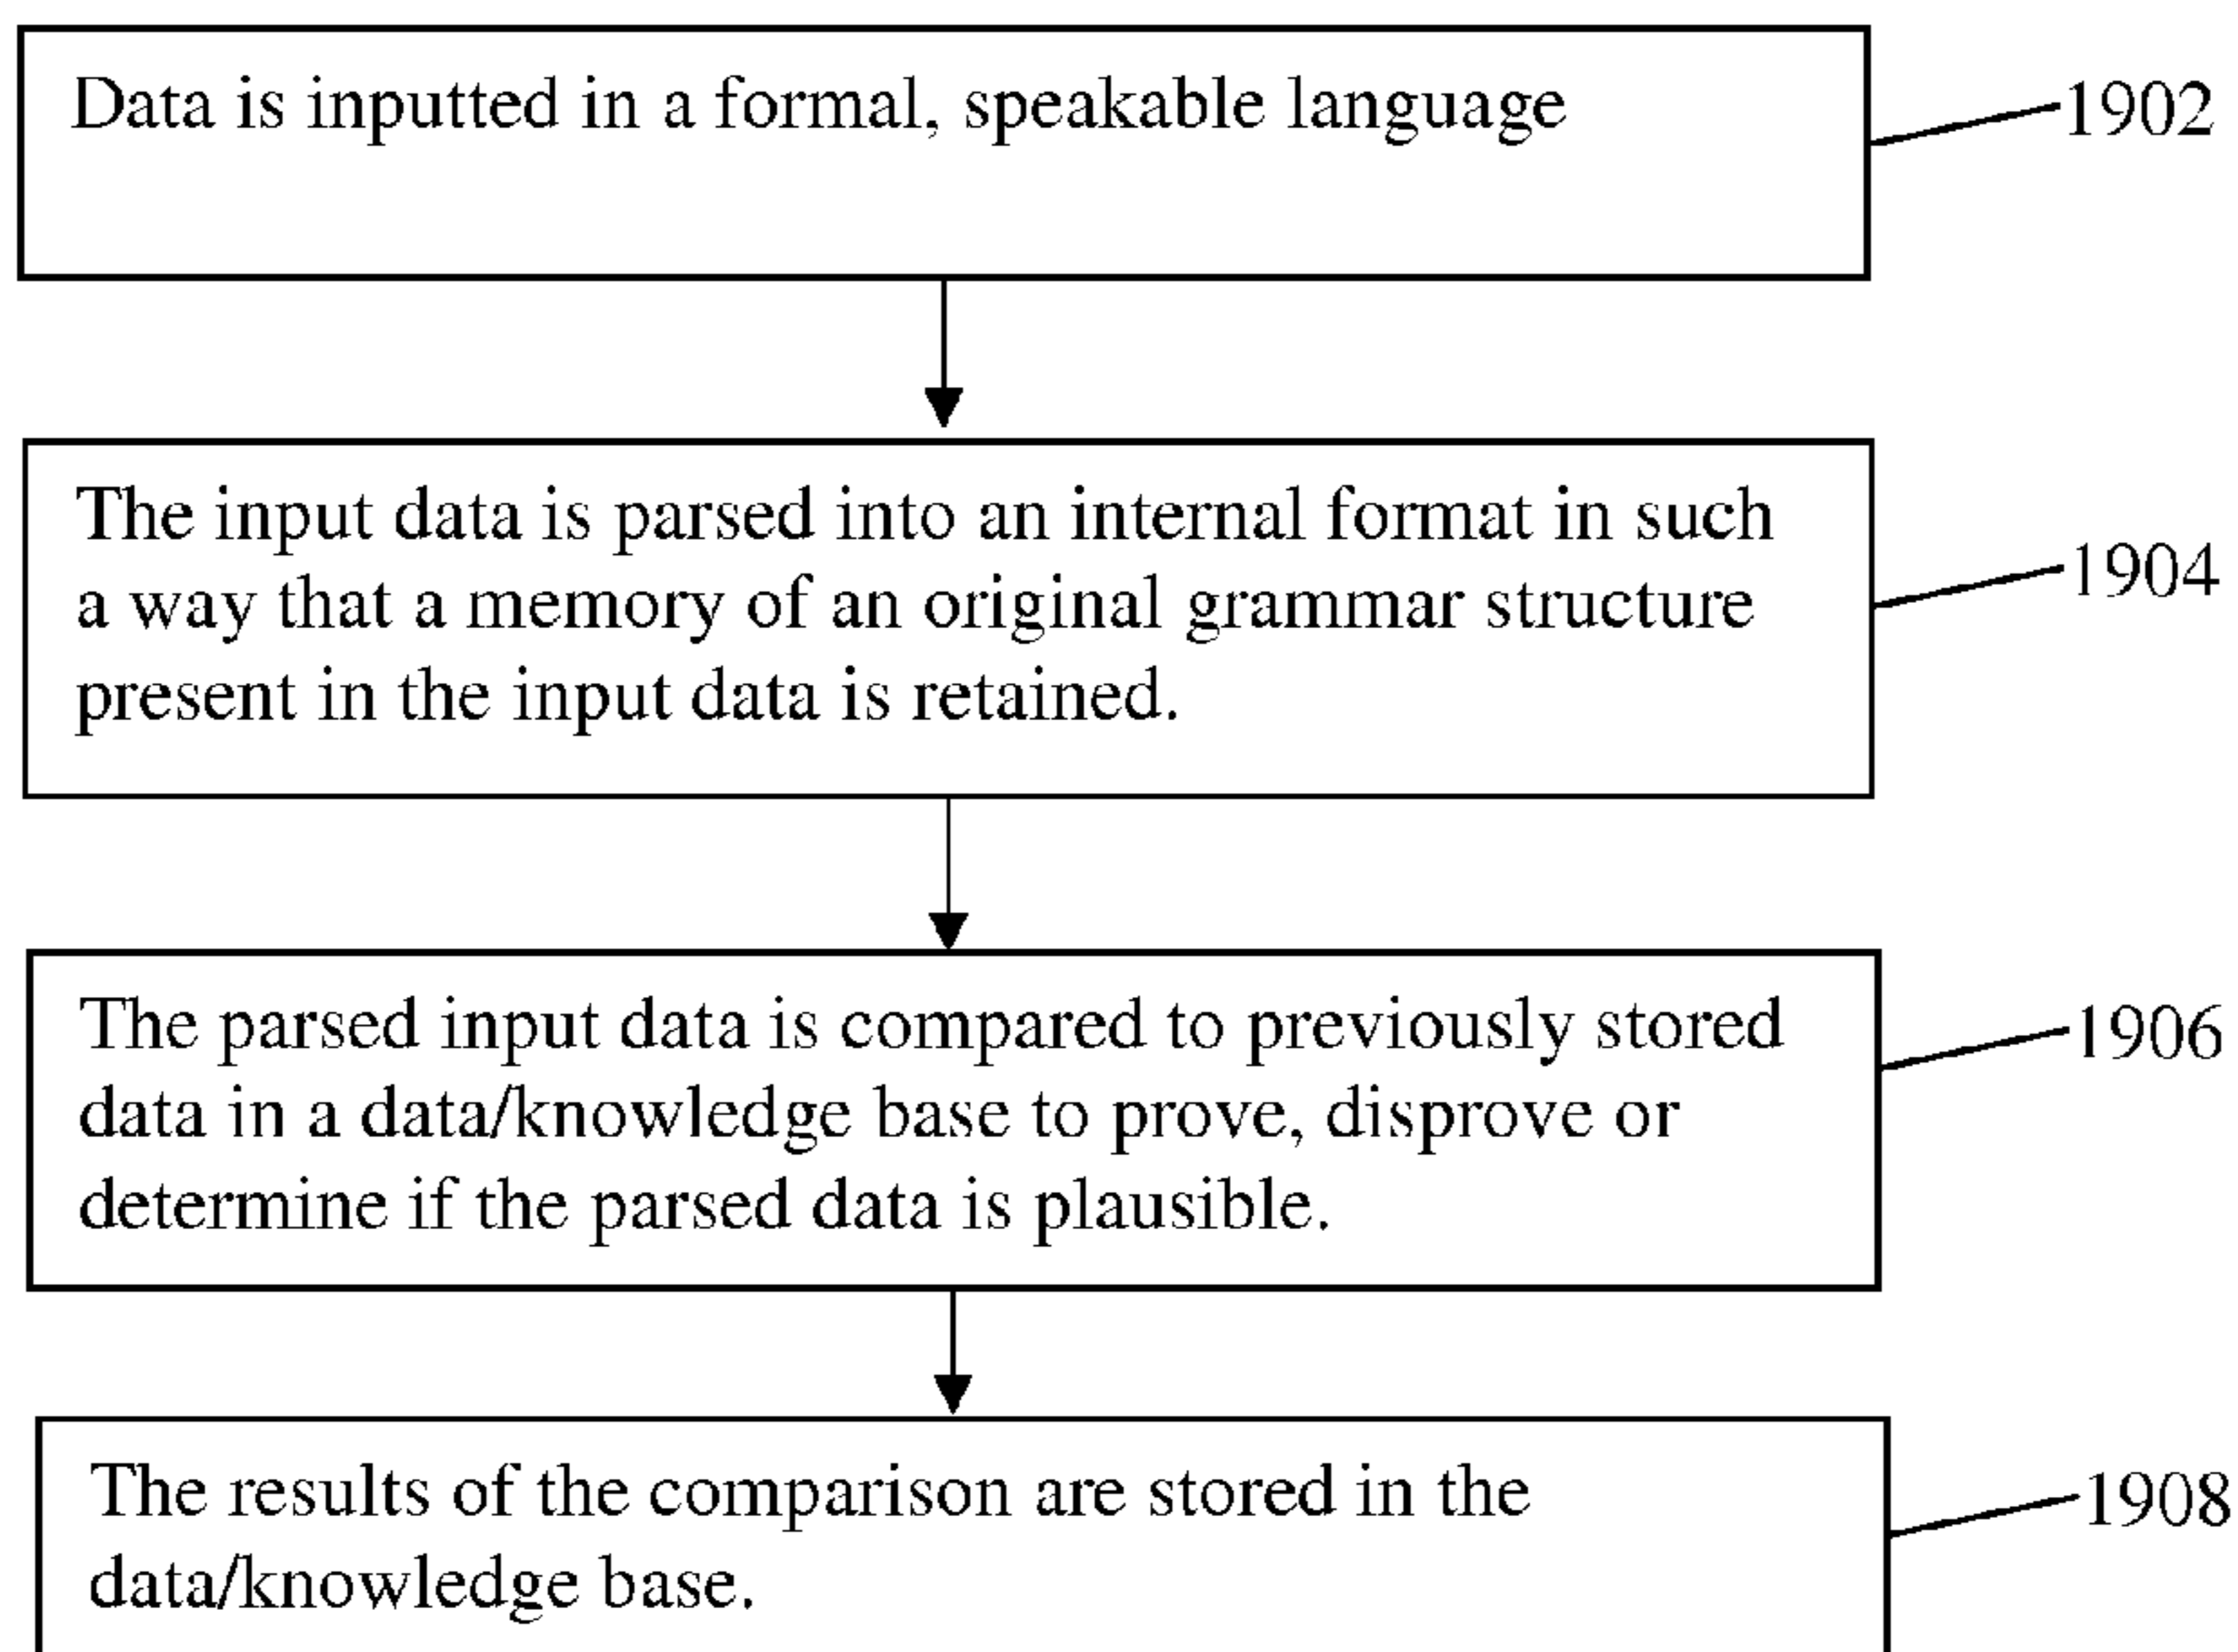 Data is inputted in a formal, speakable language
1902
The input data is parsed into an internal format in such
a way that a memory of an original grammar structure
present in the input data is retained.
1904
The parsed input data is compared to previously stored
data in a data/knowledge base to prove, disprove or
determine if the parsed data is plausible.
1906
The results of the comparison are stored in the
data/knowledge base.
1908